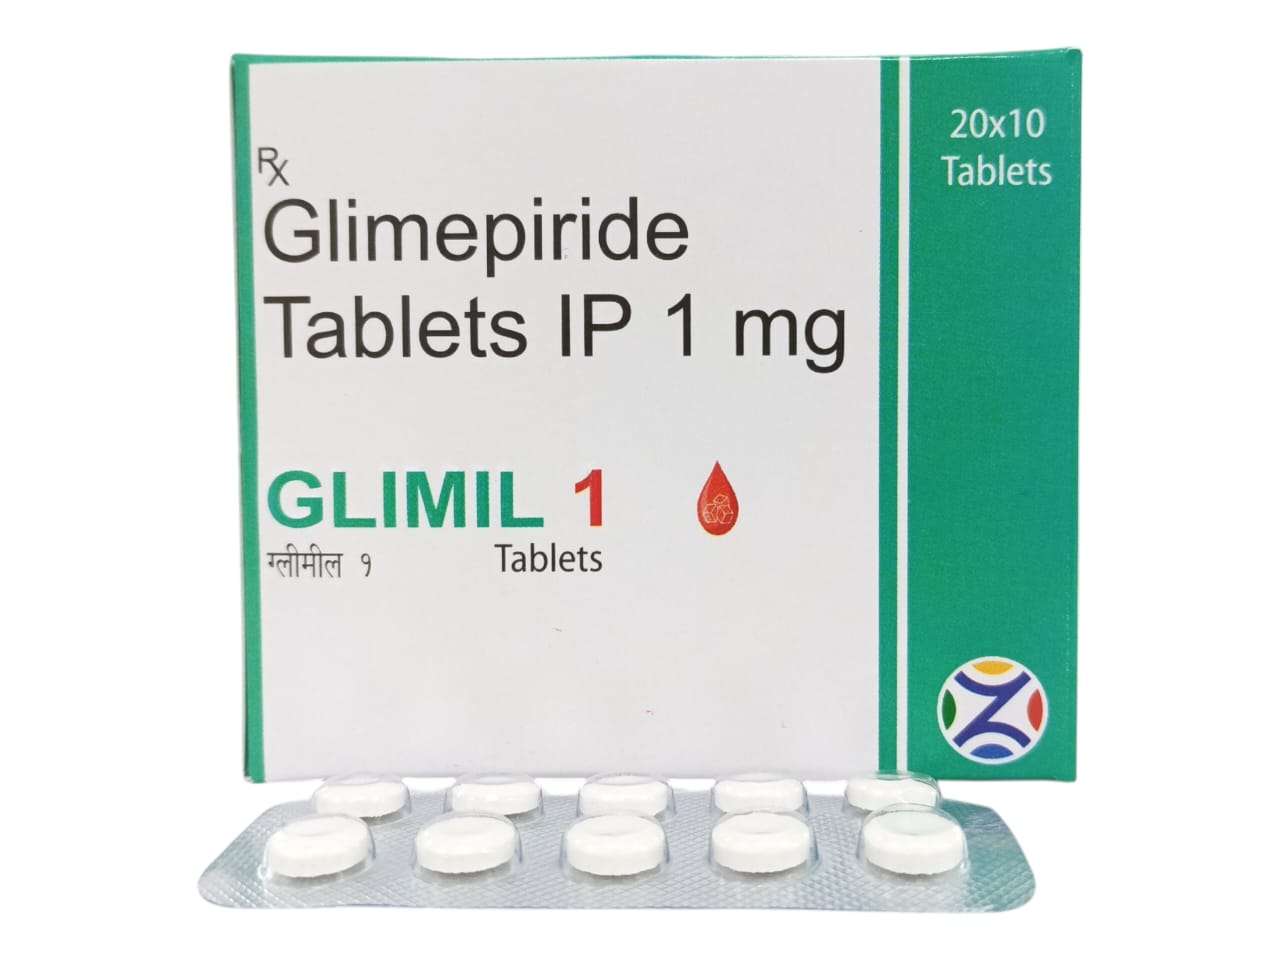 Rx
Glimepiride
Tablets IP 1 mg
GLIMIL 1
ग्लीमील १
Tablets
20x10
Tablets
Z